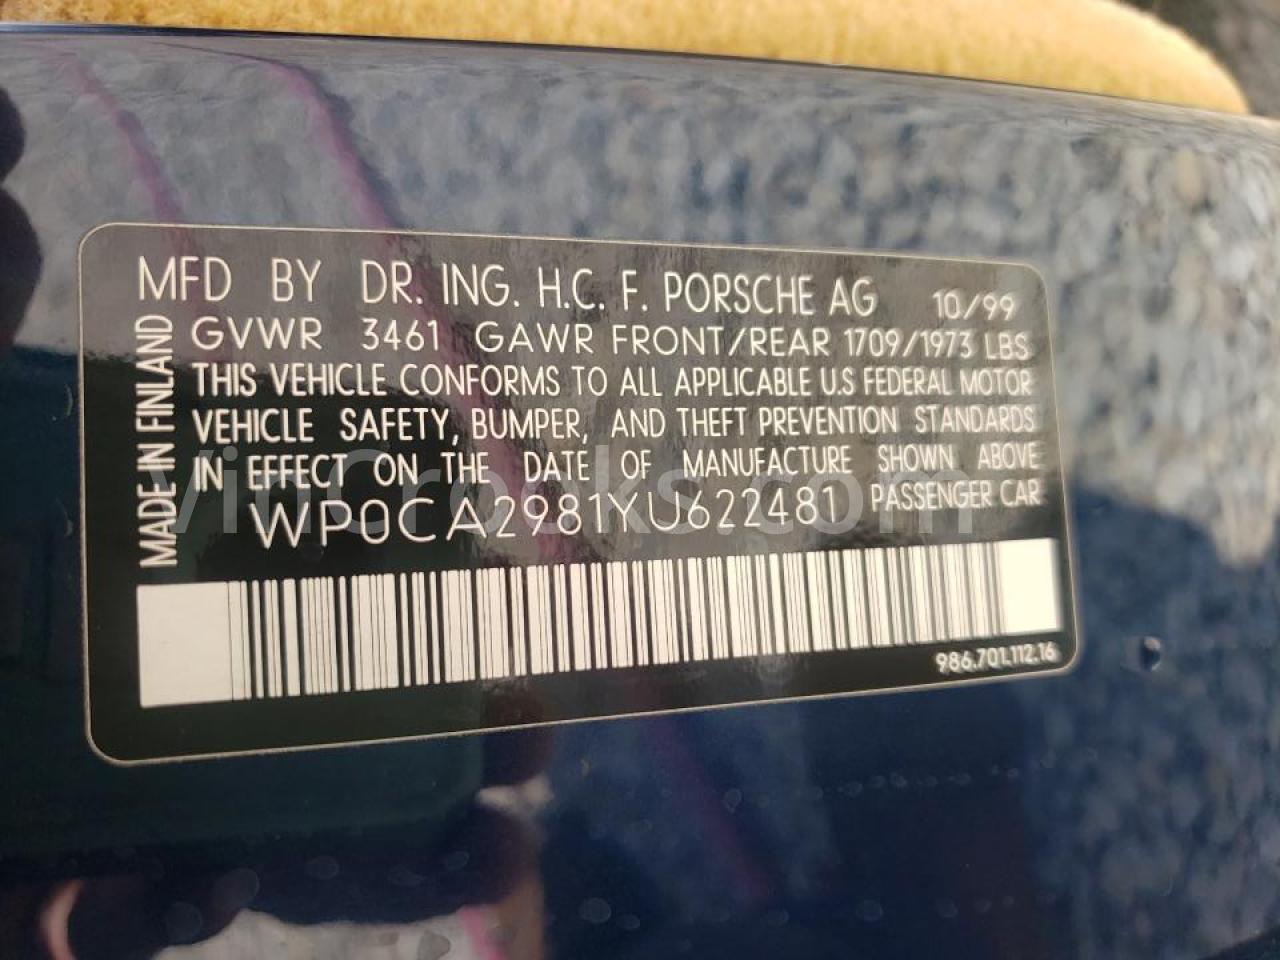 MFD BY DR. ING. H.C. F. PORSCHE AG 10/99
GVWR 3461 GAWR FRONT/REAR 1709/1973 LBS
THIS VEHICLE CONFORMS TO ALL APPLICABLE U.S FEDERAL MOTOR
VEHICLE SAFETY, BUMPER, AND THEFT PREVENTION STANDARDS
IN EFFECT ON THE DATE OF MANUFACTURE SHOWN ABOVE
WP0CA2981YU622481 PASSENGER CAR
MADE IN FINLAND
986.701.112.16
VinCrooks.com